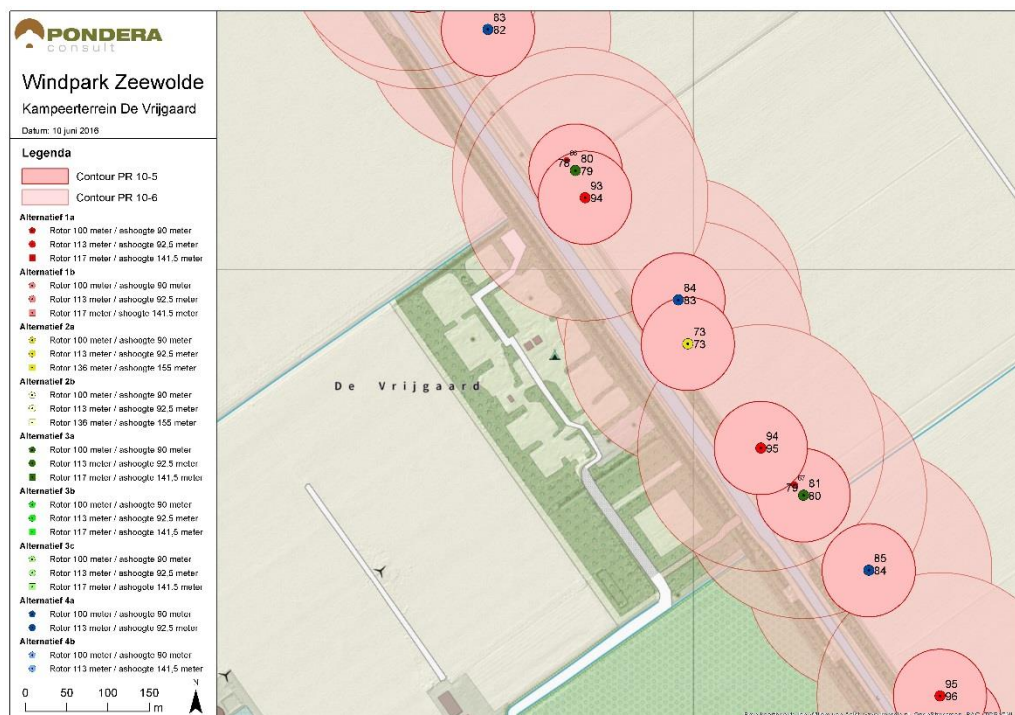 PONDERA
consult
Windpark Zeewolde
Kampeerterrein De Vrijgaard
Datum: 10 juni 2016
Legenda
Contour PR 10-5
Contour PR 10-6
Alternatief 1a
Rotor 100 meter / ashoogte 90 meter
Rotor 113 meter / ashoogte 92,5 meter
Rotor 117 meter / ashoogte 141,5 meter
Alternatief 1b
Rotor 100 meter / ashoogte 90 meter
Rotor 113 meter / ashoogte 92,5 meter
Rotor 117 meter / shoogte 141,5 meter
Alternatief 2a
Rotor 100 meter / ashoogte 90 meter
Rotor 113 meter / ashoogte 92,5 meter
Rotor 136 meter / ashoogte 155 meter
Alternatief 2b
Rotor 100 meter / ashoogte 90 meter
Rotor 113 meter / ashoogte 92,5 meter
Rotor 136 meter / ashoogte 155 meter
Alternatief 3a
Rotor 100 meter / ashoogte 90 meter
Rotor 113 meter / ashoogte 92,5 meter
Rotor 117 meter / ashoogte 141,5 meter
Alternatief 3b
Rotor 100 meter / ashoogte 90 meter
Rotor 113 meter / ashoogte 92,5 meter
Rotor 117 meter / ashoogte 141,5 meter
Alternatief 3c
Rotor 100 meter / ashoogte 90 meter
Rotor 113 meter / ashoogte 92,5 meter
Rotor 117 meter / ashoogte 141,5 meter
Alternatief 4a
Rotor 100 meter / ashoogte 90 meter
Rotor 113 meter / ashoogte 92,5 meter
Alternatief 4b
Rotor 100 meter / ashoogte 90 meter
Rotor 113 meter / ashoogte 141,5 meter
0 50 100 150
m
N
83
82
80
78 79
93
94
84
83
73
73
De Vrijgaard
94
95
81
79 80
85
84
95
96